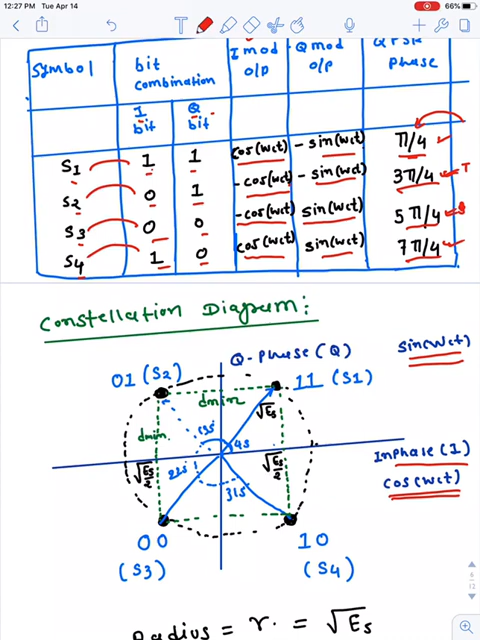 12:27 PM Tue Apr 14
66%
Symbol bit combination I mod o/p Q mod o/p QPSK phase
I bit Q bit
S1 1 1 cos(wct) - sin(wct) π/4
S2 0 1 -cos(wct) - sin(wct) 3π/4
S3 0 0 -cos(wct) sin(wct) 5π/4
S4 1 0 cos(wct) sin(wct) 7π/4
Constellation Diagram:
Q-Phase (Q) sin(wct)
01 (S2) 11 (S1)
dmin √Es
dmin 135 45
√Es/2 √Es/2 Inphase (I)
225 315 cos(wct)
00 10
(S3) (S4)
6
12
Radius = r. = √Es